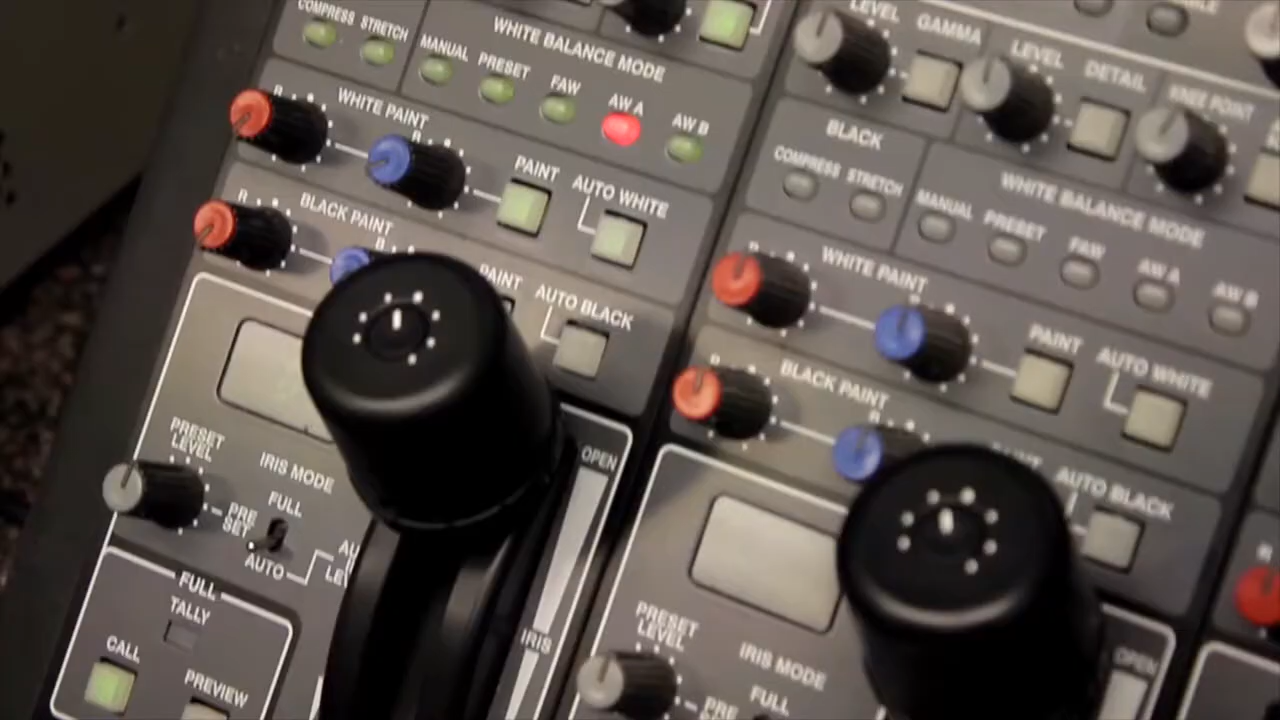 COMPRESS STRETCH
WHITE BALANCE MODE
MANUAL PRESET FAW AW A AW B
R WHITE PAINT
B
PAINT AUTO WHITE
R BLACK PAINT
B
PAINT AUTO BLACK
PRESET
LEVEL
IRIS MODE
FULL
PRE
SET
AUTO
OPEN
IRIS
FULL
TALLY
CALL
PREVIEW
LEVEL GAMMA LEVEL DETAIL KNEE POINT
BLACK
COMPRESS STRETCH
WHITE BALANCE MODE
MANUAL PRESET FAW AW A AW B
R WHITE PAINT
B
PAINT AUTO WHITE
R BLACK PAINT
B
AUTO BLACK
PRESET
LEVEL
IRIS MODE
FULL
PRE
OPEN
R